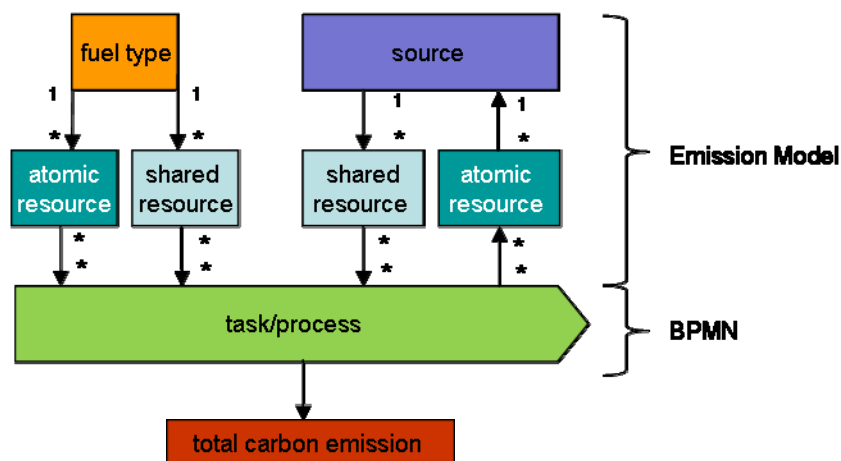 fuel type
source
1
1
1
1
*
*
*
*
atomic
resource
shared
resource
shared
resource
atomic
resource
Emission Model
*
*
*
*
*
*
*
*
task/process
BPMN
total carbon emission